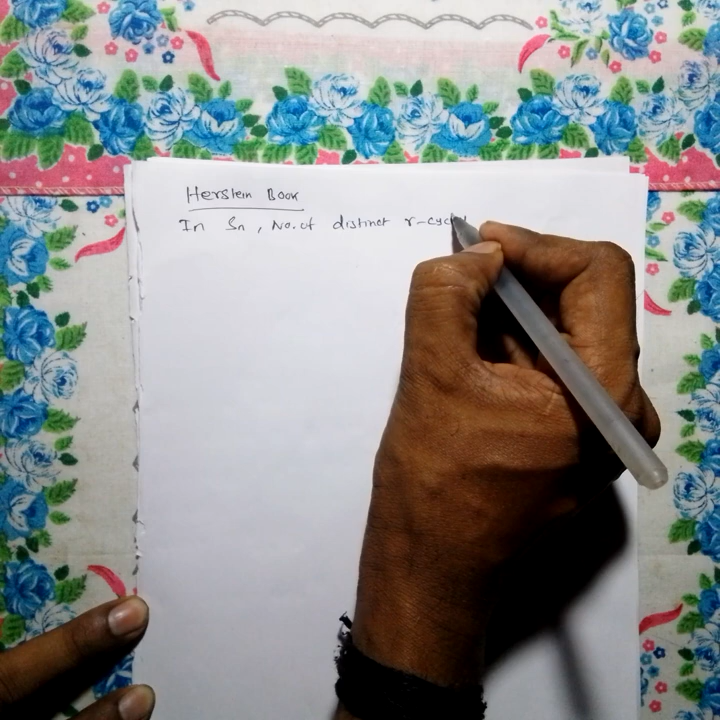 Herstein Book
In Sn, No. of distinct r-cycl